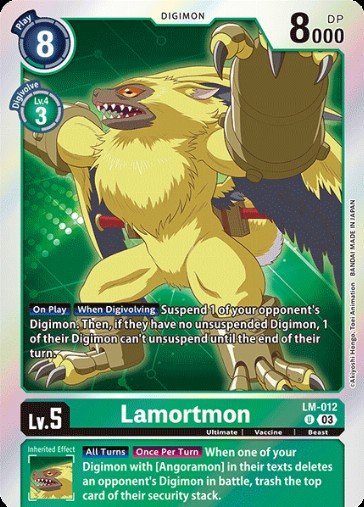 DIGIMON
Play
8
DP
8000
Digivolve
Lv.4
3
©Akiyoshi Hongo, Toei Animation BANDAI MADE IN JAPAN
On Play When Digivolving Suspend 1 of your opponent's
Digimon. Then, if they have no unsuspended Digimon, 1
of their Digimon can't unsuspend until the end of their
turn.
LM-012
Lv.5
Lamortmon
U 03
Ultimate Vaccine Beast
Inherited Effect
All Turns Once Per Turn When one of your
Digimon with [Angoramon] in their texts deletes
an opponent's Digimon in battle, trash the top
card of their security stack.